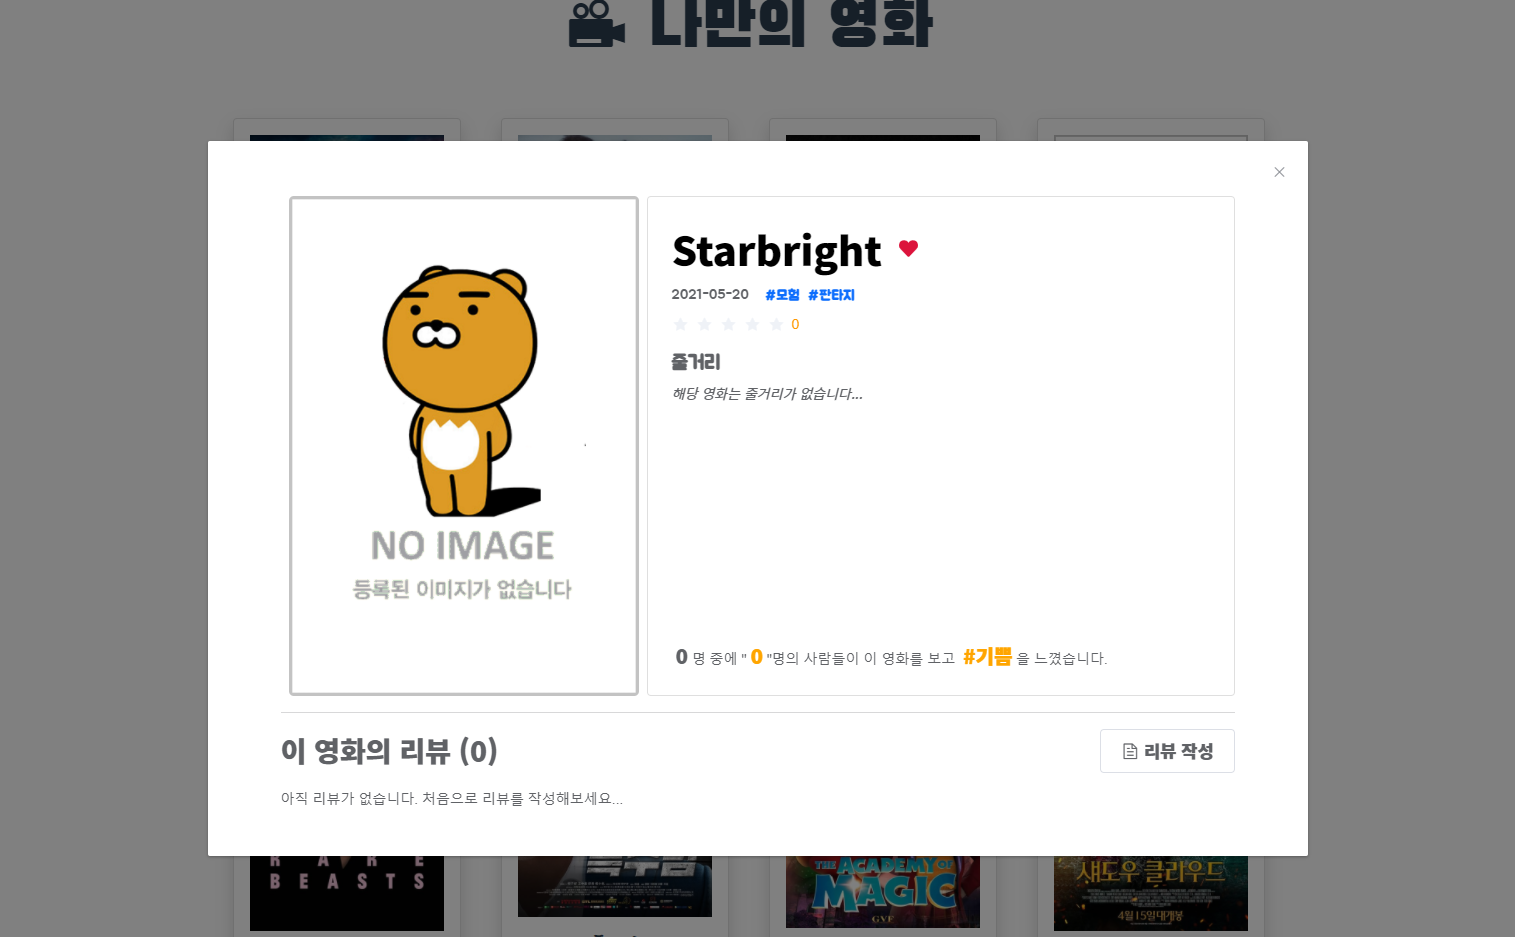 나만의 영화
Starbright
2021-05-20 #모험 #판타지
0
줄거리
해당 영화는 줄거리가 없습니다...
NO IMAGE
등록된 이미지가 없습니다
0 명 중에 " 0 "명의 사람들이 이 영화를 보고 #기쁨 을 느꼈습니다.
이 영화의 리뷰 (0)
리뷰 작성
아직 리뷰가 없습니다. 처음으로 리뷰를 작성해보세요...
RARE
BEASTS
THE ACADEMY OF
MAGIC
GVF
섀도우 클라우드
4월15일대개봉